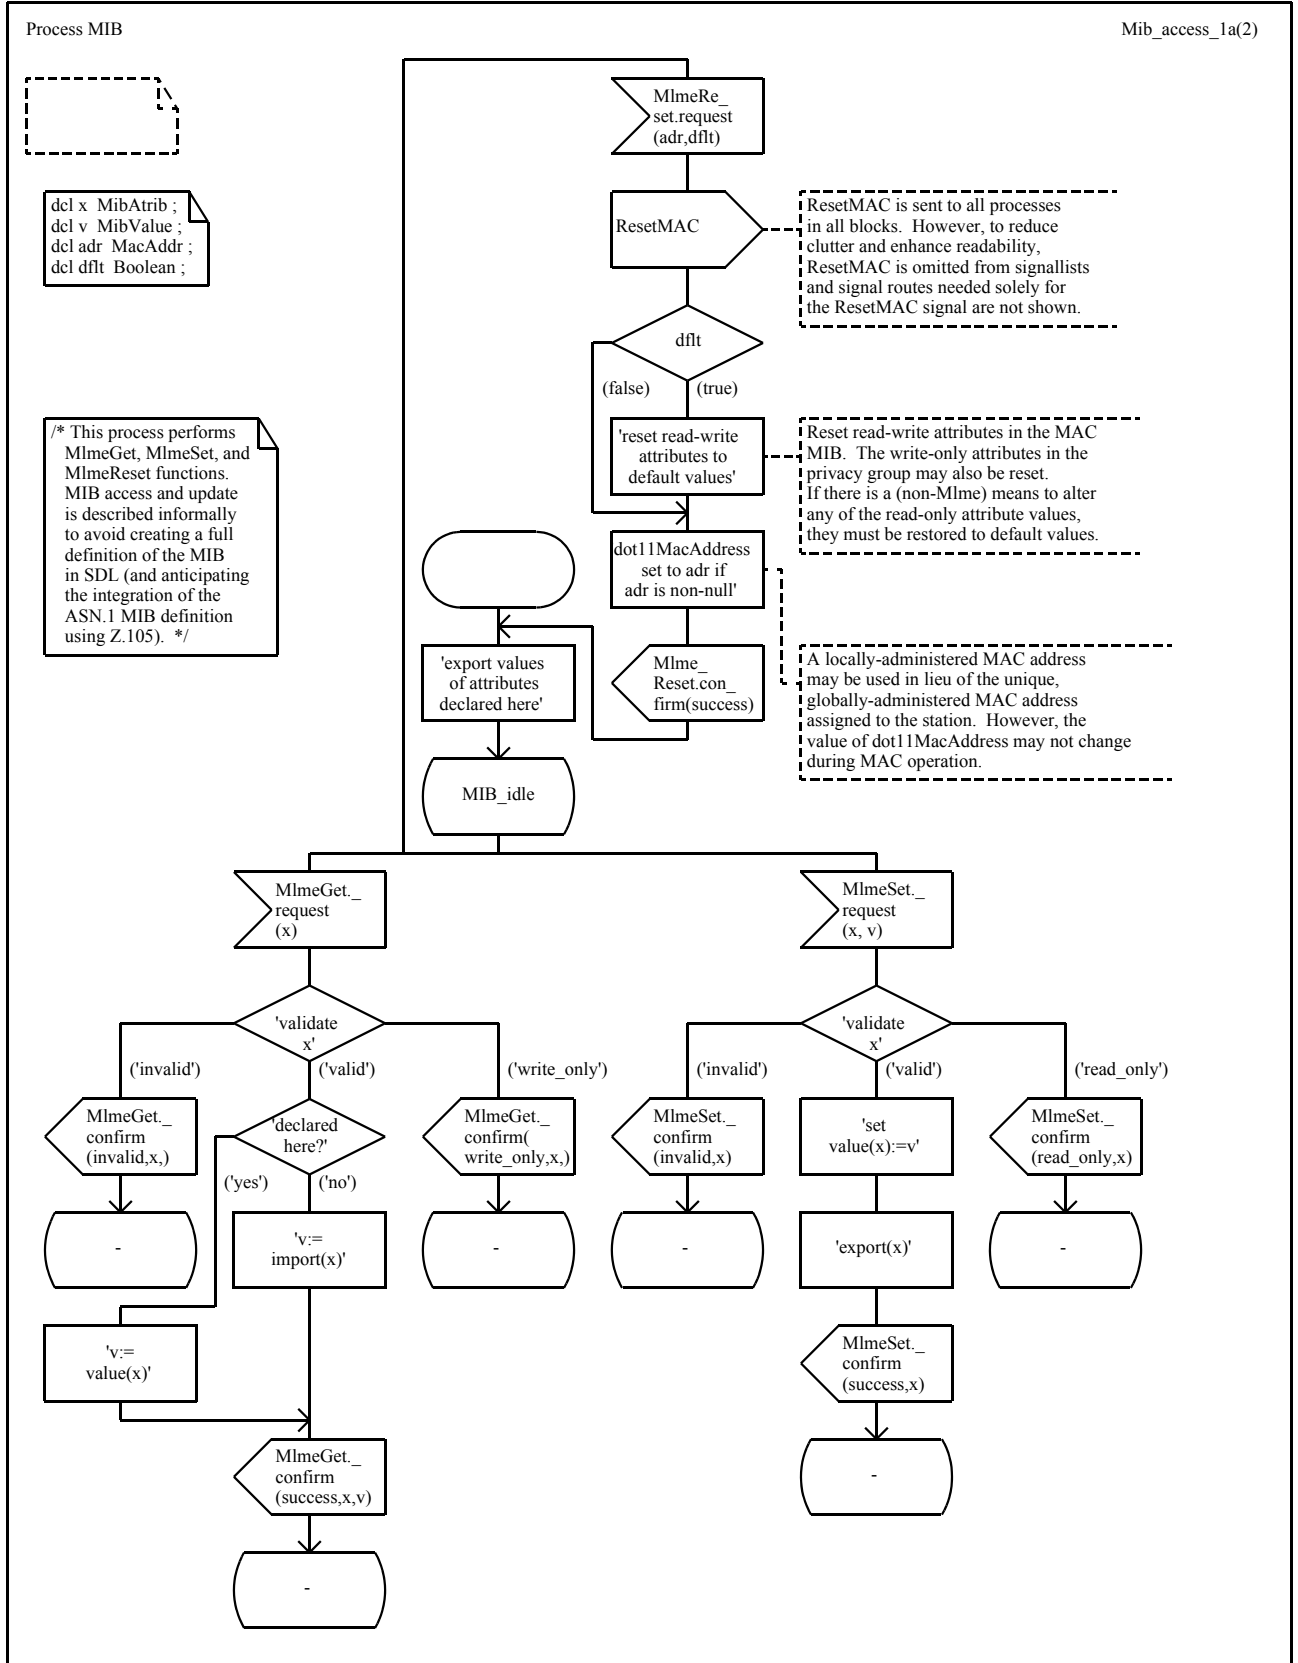 Process MIB
Mib_access_1a(2)
MlmeRe_
set.request
(adr,dflt)
dcl x MibAtrib ;
dcl v MibValue ;
dcl adr MacAddr ;
dcl dflt Boolean ;
ResetMAC
ResetMAC is sent to all processes
in all blocks. However, to reduce
clutter and enhance readability,
ResetMAC is omitted from signallists
and signal routes needed solely for
the ResetMAC signal are not shown.
dflt
(false)
(true)
/* This process performs
MlmeGet, MlmeSet, and
MlmeReset functions.
MIB access and update
is described informally
to avoid creating a full
definition of the MIB
in SDL (and anticipating
the integration of the
ASN.1 MIB definition
using Z.105). */
'reset read-write
attributes to
default values'
Reset read-write attributes in the MAC
MIB. The write-only attributes in the
privacy group may also be reset.
If there is a (non-Mlme) means to alter
any of the read-only attribute values,
they must be restored to default values.
dot11MacAddress
set to adr if
adr is non-null'
'export values
of attributes
declared here'
Mlme_
Reset.con_
firm(success)
A locally-administered MAC address
may be used in lieu of the unique,
globally-administered MAC address
assigned to the station. However, the
value of dot11MacAddress may not change
during MAC operation.
MIB_idle
MlmeGet._
request
(x)
MlmeSet._
request
(x, v)
'validate
x'
'validate
x'
('invalid')
('valid')
('write_only')
('invalid')
('valid')
('read_only')
MlmeGet._
confirm
(invalid,x,)
'declared
here?'
MlmeGet._
confirm(
write_only,x,)
MlmeSet._
confirm
(invalid,x)
'set
value(x):=v'
MlmeSet._
confirm
(read_only,x)
('yes')
('no')
-
'v:=
import(x)'
-
-
'export(x)'
-
'v:=
value(x)'
MlmeSet._
confirm
(success,x)
MlmeGet._
confirm
(success,x,v)
-
-